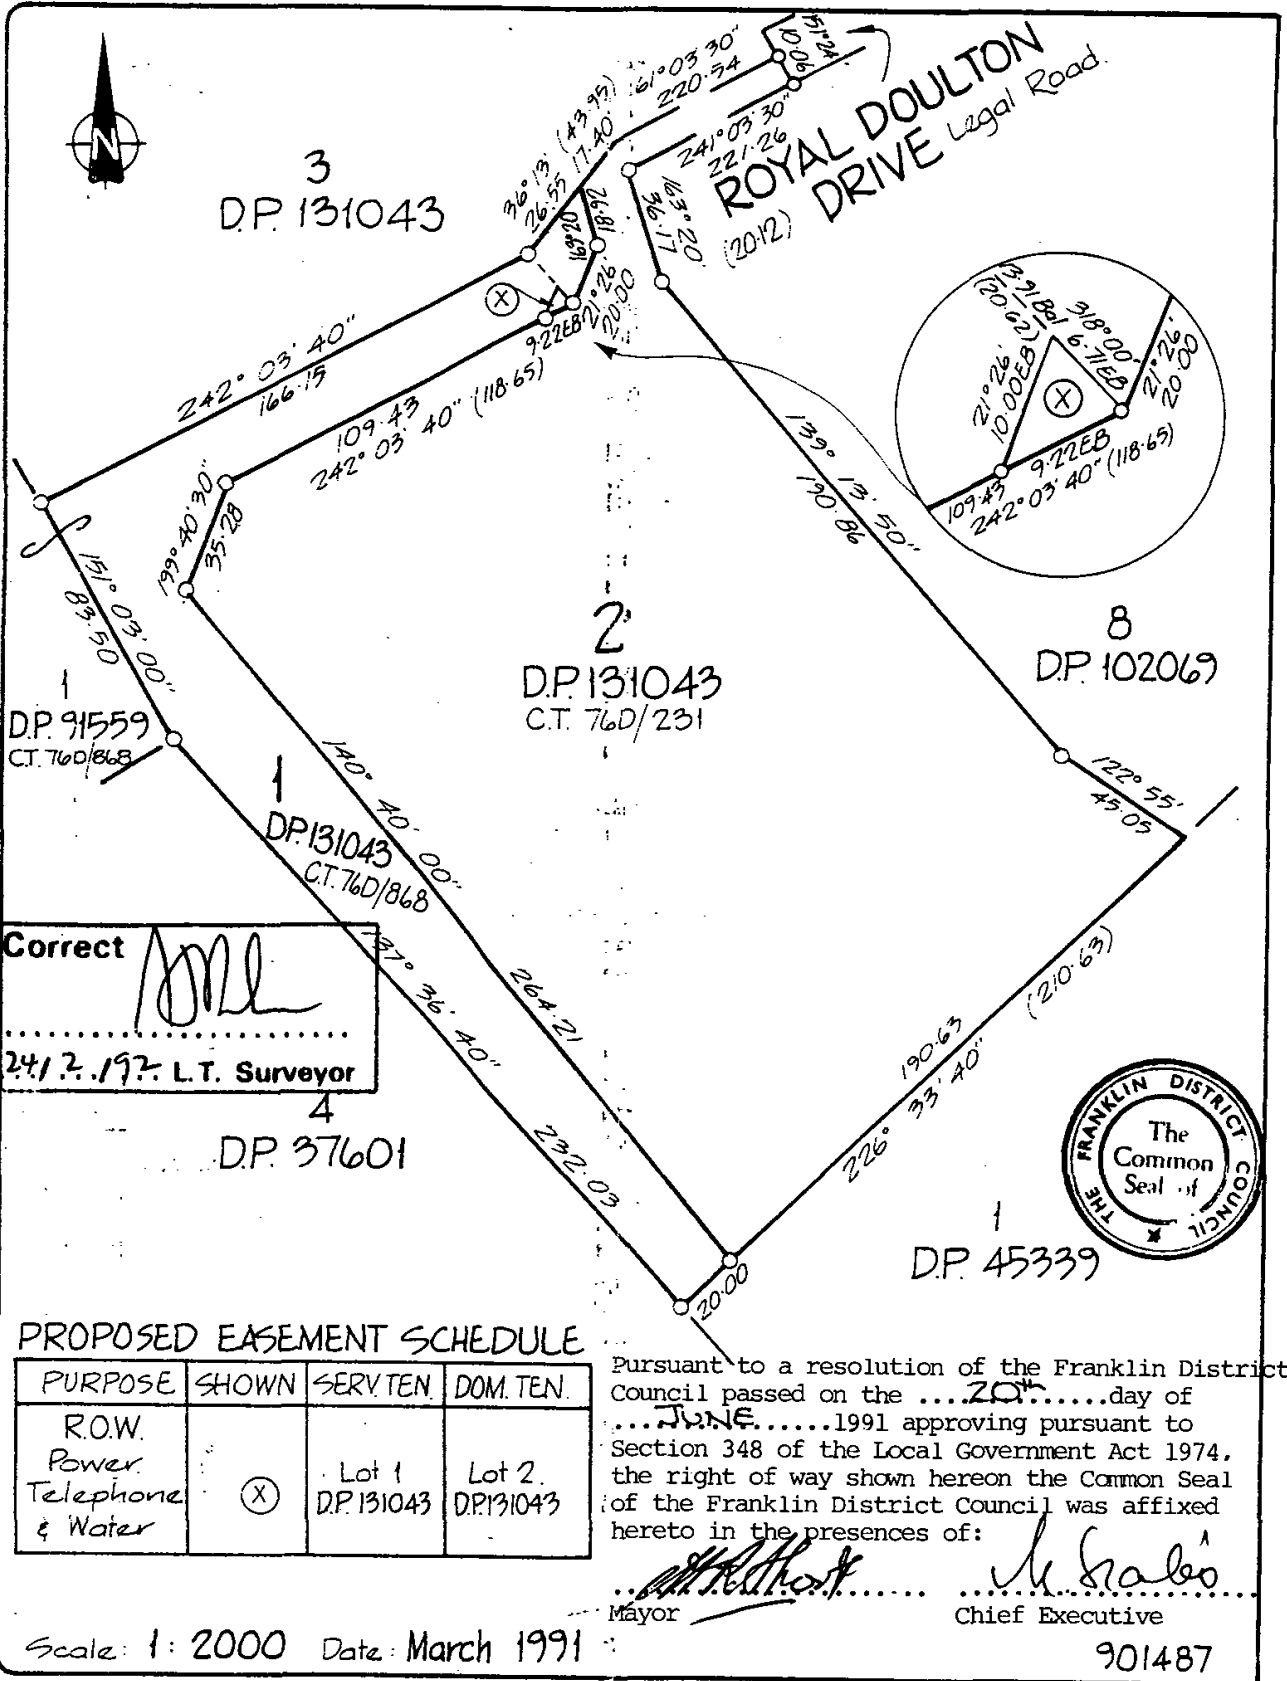 N
3
D.P. 131043
36° 13' (43.95)
26.55 17.40
61° 03' 30"
220.54
151° 24'
10.06
241° 03' 30"
221.26
ROYAL DOULTON
DRIVE Legal Road.
(20.12)
163° 20'
36.17
169° 20'
26.81
21° 26'
20.00
X
9.22EB
242° 03' 40"
166.15
109.43
242° 03' 40" (118.65)
199° 40' 30"
35.28
151° 03' 00"
83.50
139° 13' 50"
190.86
(20.62)
21° 26'
10.00EB
318° 00'
6.71EB
21° 26'
20.00
X
109.43 9.22EB
242° 03' 40" (118.65)
2
D.P. 131043
C.T. 76D/231
8
D.P. 102069
1
D.P. 91559
C.T. 76D/868
1
D.P. 131043
C.T. 76D/868
140° 40' 00"
264.21
122° 55'
45.05
137° 36' 40"
232.03
190.63 (210.63)
226° 33' 40"
20.00
Correct
24/2/92 L.T. Surveyor
4
D.P. 37601
1
D.P. 45339
THE FRANKLIN DISTRICT COUNCIL
The
Common
Seal of
PROPOSED EASEMENT SCHEDULE
PURPOSE SHOWN SERV. TEN. DOM. TEN.
R.O.W.
Power
Telephone
& Water
X
Lot 1
D.P. 131043
Lot 2.
D.P. 131043
Pursuant to a resolution of the Franklin District
Council passed on the ....20th.......day of
....JUNE......1991 approving pursuant to
Section 348 of the Local Government Act 1974,
the right of way shown hereon the Common Seal
of the Franklin District Council was affixed
hereto in the presences of:
Mayor
Chief Executive
Scale: 1: 2000 Date: March 1991
901487